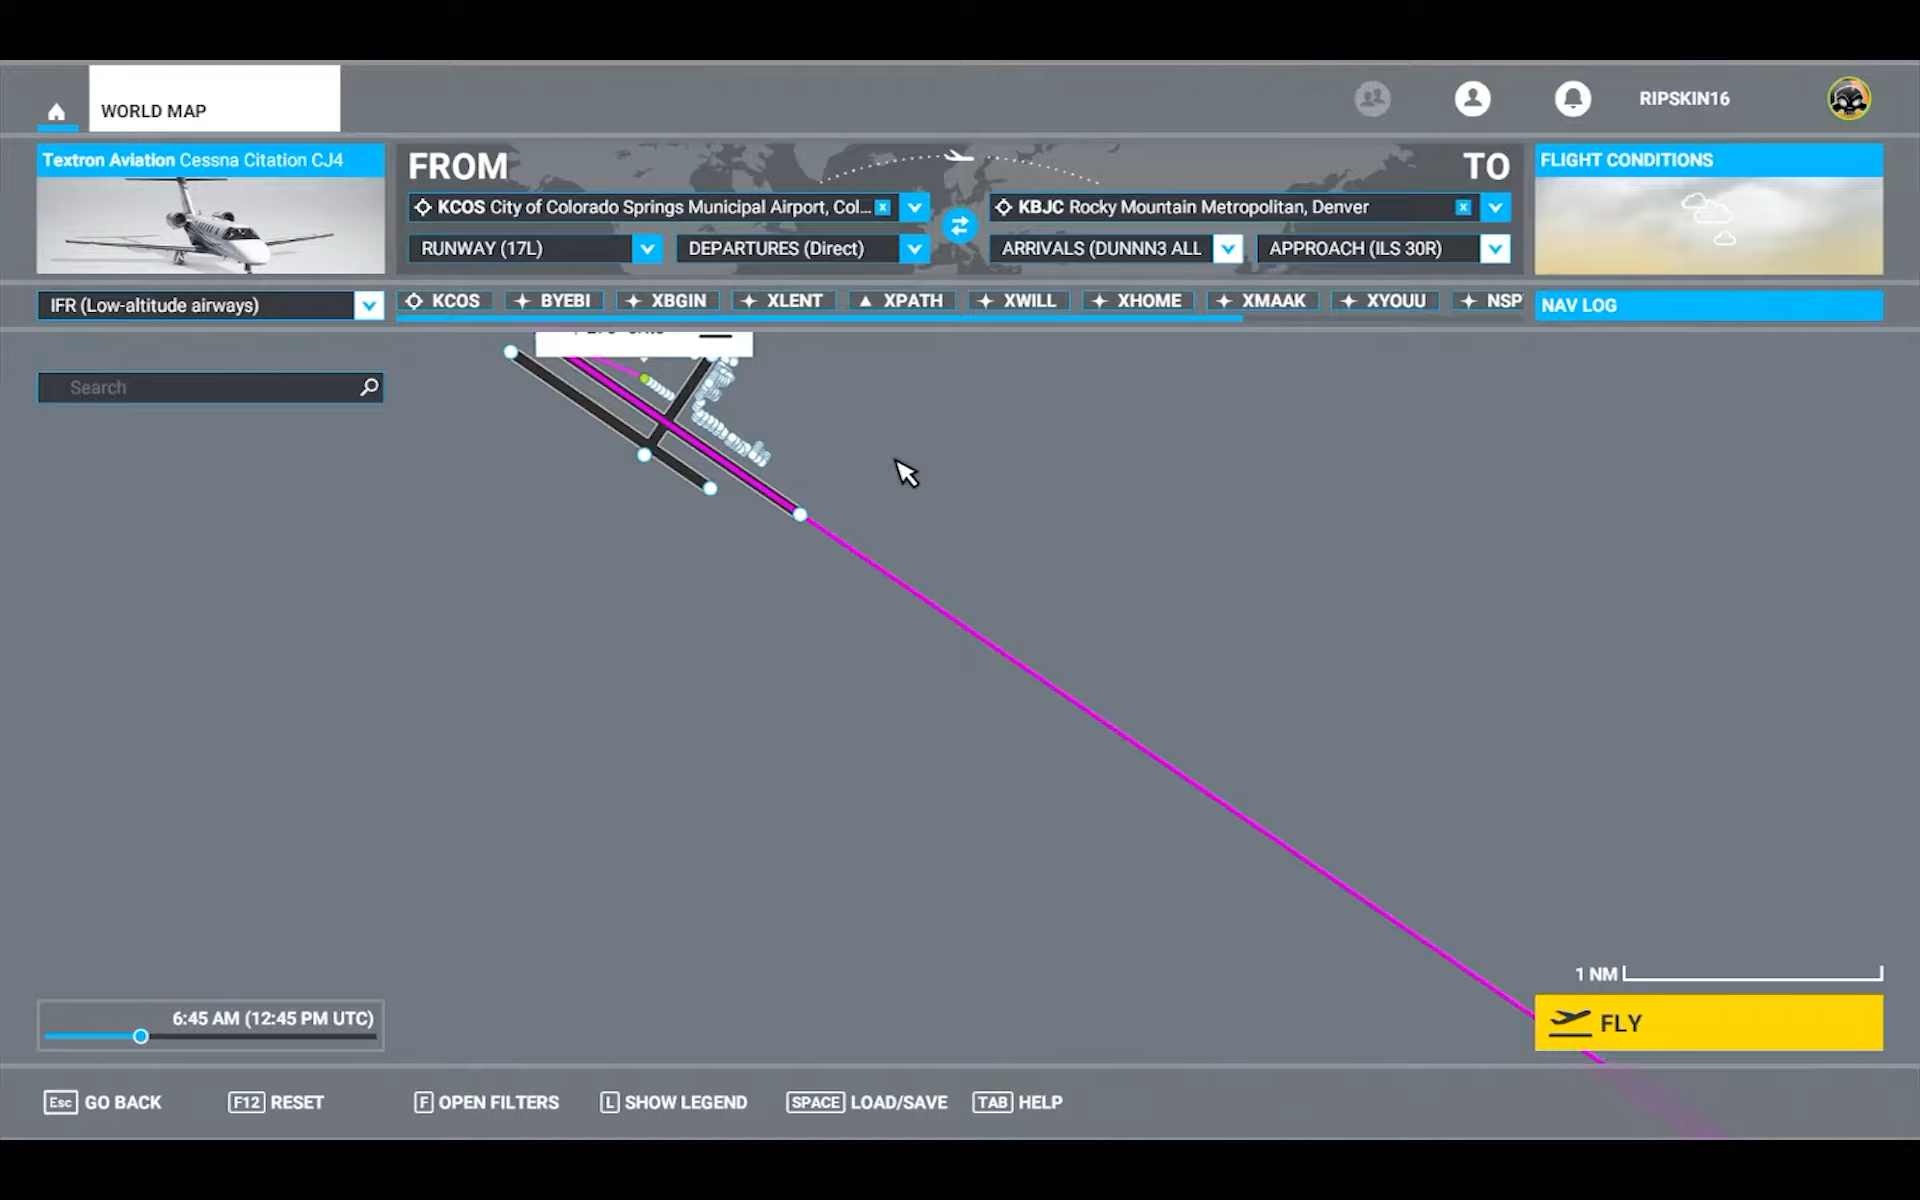 WORLD MAP
RIPSKIN16
Textron Aviation Cessna Citation CJ4
FROM
TO
FLIGHT CONDITIONS
KCOS City of Colorado Springs Municipal Airport, Col... x
KBJC Rocky Mountain Metropolitan, Denver x
RUNWAY (17L)
DEPARTURES (Direct)
ARRIVALS (DUNNN3 ALL
APPROACH (ILS 30R)
IFR (Low-altitude airways)
KCOS
BYEBI
XBGIN
XLENT
XPATH
XWILL
XHOME
XMAAK
XYOUU
NSP
NAV LOG
Search
1 NM
6:45 AM (12:45 PM UTC)
FLY
Esc GO BACK
F12 RESET
F OPEN FILTERS
L SHOW LEGEND
SPACE LOAD/SAVE
TAB HELP